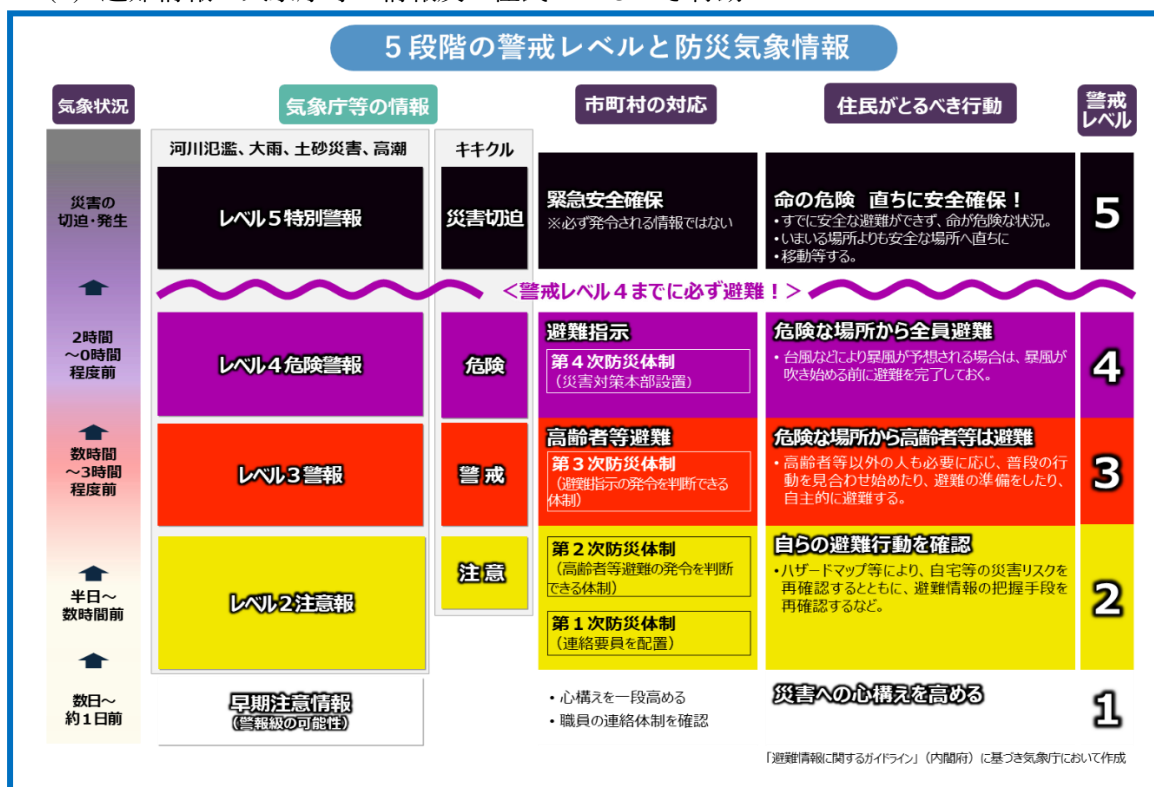 5段階の警戒レベルと防災気象情報
気象状況
気象庁等の情報
市町村の対応
住民がとるべき行動
警戒
レベル
河川氾濫、大雨、土砂災害、高潮
キキクル
災害の
切迫・発生
レベル5特別警報
災害切迫
緊急安全確保
※必ず発令される情報ではない
命の危険 直ちに安全確保！
・すでに安全な避難ができず、命が危険な状況。
・いまいる場所よりも安全な場所へ直ちに
・移動等する。
5
＜警戒レベル4までに必ず避難！＞
2時間
～0時間
程度前
レベル4危険警報
危険
避難指示
第4次防災体制
（災害対策本部設置）
危険な場所から全員避難
・台風などにより暴風が予想される場合は、暴風が
吹き始める前に避難を完了しておく。
4
数時間
～3時間
程度前
レベル3警報
警戒
高齢者等避難
第3次防災体制
（避難指示の発令を判断できる
体制）
危険な場所から高齢者等は避難
・高齢者等以外の人も必要に応じ、普段の行
動を見合わせ始めたり、避難の準備をしたり、
自主的に避難する。
3
半日～
数時間前
レベル2注意報
注意
第2次防災体制
（高齢者等避難の発令を判断
できる体制）
第1次防災体制
（連絡要員を配置）
自らの避難行動を確認
・ハザードマップ等により、自宅等の災害リスクを
再確認するとともに、避難情報の把握手段を
再確認するなど。
2
数日～
約1日前
早期注意情報
（警報級の可能性）
・心構えを一段高める
・職員の連絡体制を確認
災害への心構えを高める
1
「避難情報に関するガイドライン」（内閣府）に基づき気象庁において作成